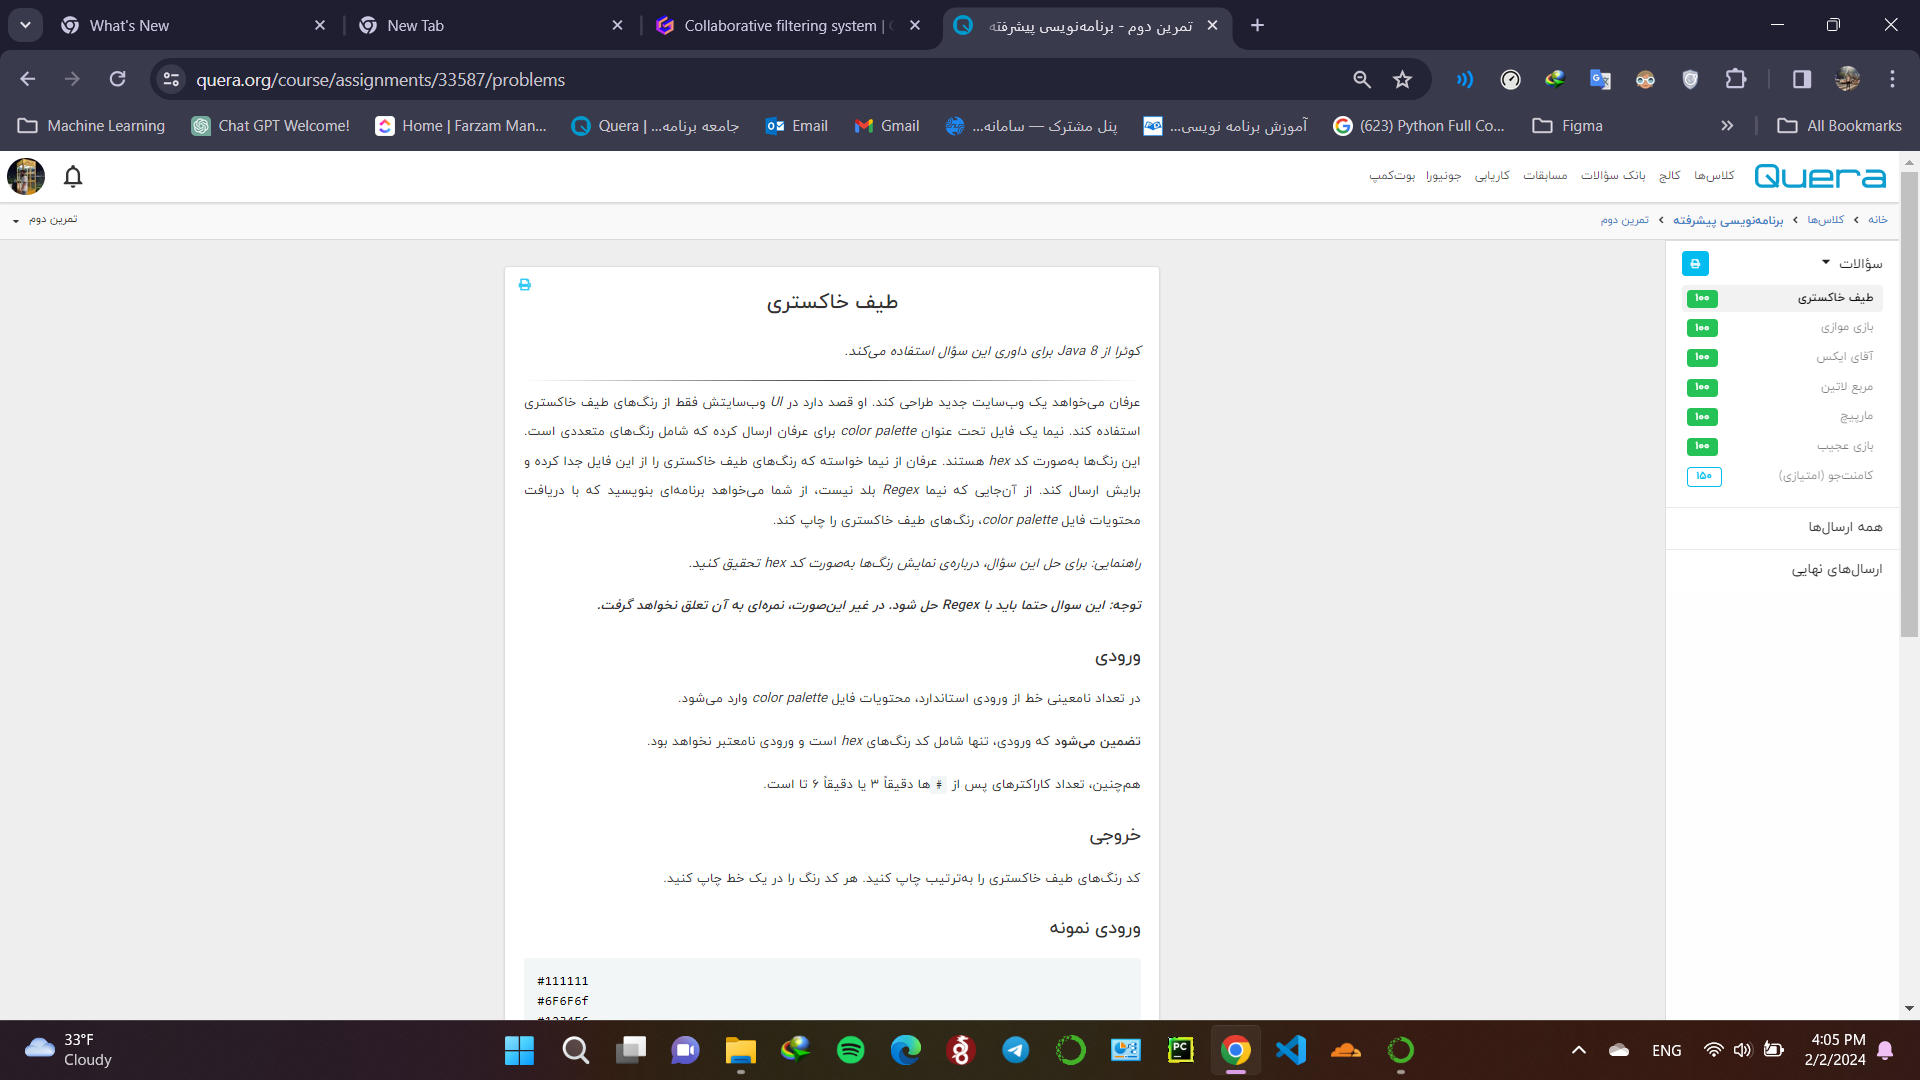 What's New
New Tab
Collaborative filtering system |
تمرین دوم - برنامه‌نویسی پیشرفته
quera.org/course/assignments/33587/problems
Machine Learning
Chat GPT Welcome!
Home | Farzam Man...
Quera | جامعه برنامه...
Email
Gmail
پنل مشترک — سامانه...
آموزش برنامه نویسی...
(623) Python Full Co...
Figma
All Bookmarks
Quera
کلاس‌ها کالج بانک سؤالات مسابقات کاریابی جونیورا بوت‌کمپ
خانه کلاس‌ها برنامه‌نویسی پیشرفته تمرین دوم
تمرین دوم
سؤالات
طیف خاکستری ۱۰۰
بازی موازی ۱۰۰
آقای ایکس ۱۰۰
مربع لاتین ۱۰۰
مارپیچ ۱۰۰
بازی عجیب ۱۰۰
کامنت‌جو (امتیازی) ۱۵۰
همه ارسال‌ها
ارسال‌های نهایی
طیف خاکستری
کوئرا از Java 8 برای داوری این سؤال استفاده می‌کند.
عرفان می‌خواهد یک وب‌سایت جدید طراحی کند. او قصد دارد در UI وب‌سایتش فقط از رنگ‌های طیف خاکستری
استفاده کند. نیما یک فایل تحت عنوان color palette برای عرفان ارسال کرده که شامل رنگ‌های متعددی است.
این رنگ‌ها به‌صورت کد hex هستند. عرفان از نیما خواسته که رنگ‌های طیف خاکستری را از این فایل جدا کرده و
برایش ارسال کند. از آن‌جایی که نیما Regex بلد نیست، از شما می‌خواهد برنامه‌ای بنویسید که با دریافت
محتویات فایل color palette، رنگ‌های طیف خاکستری را چاپ کند.
راهنمایی: برای حل این سؤال، درباره‌ی نمایش رنگ‌ها به‌صورت کد hex تحقیق کنید.
توجه: این سوال حتما باید با Regex حل شود. در غیر این‌صورت، نمره‌ای به آن تعلق نخواهد گرفت.
ورودی
در تعداد نامعینی خط از ورودی استاندارد، محتویات فایل color palette وارد می‌شود.
تضمین می‌شود که ورودی، تنها شامل کد رنگ‌های hex است و ورودی نامعتبر نخواهد بود.
هم‌چنین، تعداد کاراکترهای پس از # ها دقیقاً ۳ یا دقیقاً ۶ تا است.
خروجی
کد رنگ‌های طیف خاکستری را به‌ترتیب چاپ کنید. هر کد رنگ را در یک خط چاپ کنید.
ورودی نمونه
#111111
#6F6F6f
#123456
33°F
Cloudy
PC
ENG
4:05 PM
2/2/2024